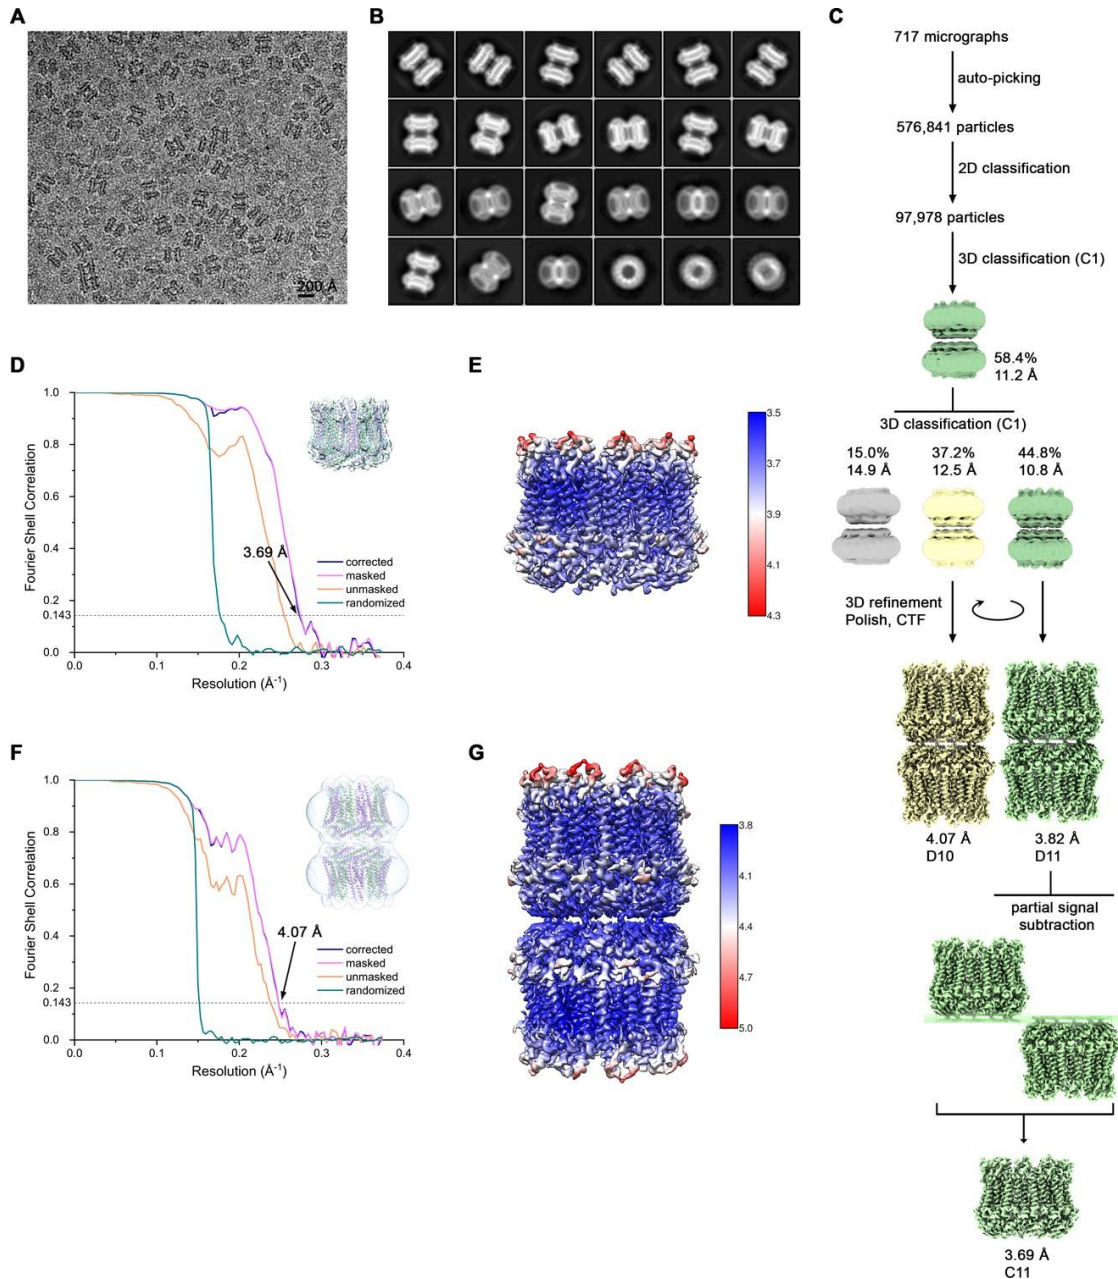 A
200 Å
B
C
717 micrographs
auto-picking
576,841 particles
2D classification
97,978 particles
3D classification (C1)
58.4%
11.2 Å
3D classification (C1)
15.0%
14.9 Å
37.2%
12.5 Å
44.8%
10.8 Å
3D refinement
Polish, CTF
4.07 Å
D10
3.82 Å
D11
partial signal
subtraction
3.69 Å
C11
D
Fourier Shell Correlation
1.0
0.8
0.6
0.4
0.2
0.143
0.0
3.69 Å
corrected
masked
unmasked
randomized
0.0
0.1
0.2
0.3
0.4
Resolution (Å⁻¹)
E
3.5
3.7
3.9
4.1
4.3
F
Fourier Shell Correlation
1.0
0.8
0.6
0.4
0.2
0.143
0.0
4.07 Å
corrected
masked
unmasked
randomized
0.0
0.1
0.2
0.3
0.4
Resolution (Å⁻¹)
G
3.8
4.1
4.4
4.7
5.0